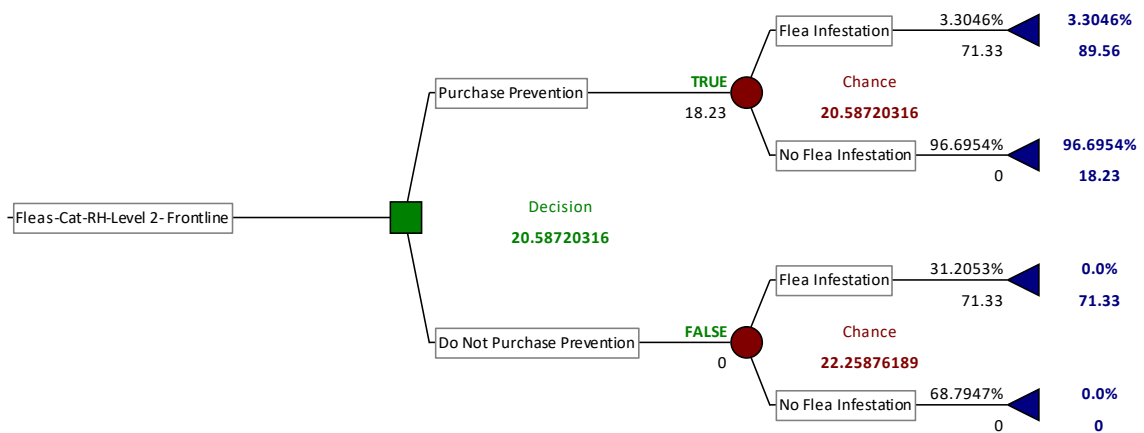 Flea Infestation
3.3046%
3.3046%
71.33
89.56
Purchase Prevention
TRUE
Chance
18.23
20.58720316
No Flea Infestation
96.6954%
96.6954%
0
18.23
Fleas-Cat-RH-Level 2- Frontline
Decision
20.58720316
Flea Infestation
31.2053%
0.0%
71.33
71.33
Do Not Purchase Prevention
FALSE
Chance
0
22.25876189
No Flea Infestation
68.7947%
0.0%
0
0